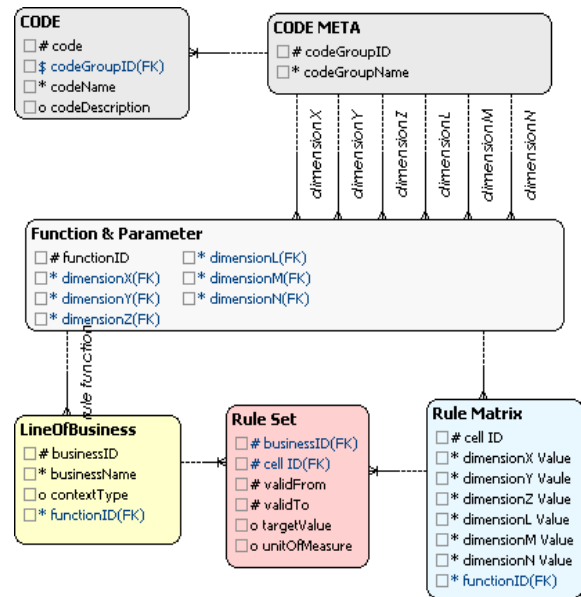 CODE
# code
$ codeGroupID(FK)
* codeName
o codeDescription
CODE META
# codeGroupID
* codeGroupName
dimensionX
dimensionY
dimensionZ
dimensionL
dimensionM
dimensionN
Function & Parameter
# functionID
* dimensionX(FK)
* dimensionY(FK)
* dimensionZ(FK)
* dimensionL(FK)
* dimensionM(FK)
* dimensionN(FK)
rule function
LineOfBusiness
# businessID
* businessName
o contextType
* functionID(FK)
Rule Set
# businessID(FK)
# cell ID(FK)
# validFrom
# validTo
o targetValue
o unitOfMeasure
Rule Matrix
# cell ID
* dimensionX Value
* dimensionY Vaule
* dimensionZ Value
* dimensionL Value
* dimensionM Value
* dimensionN Value
* functionID(FK)